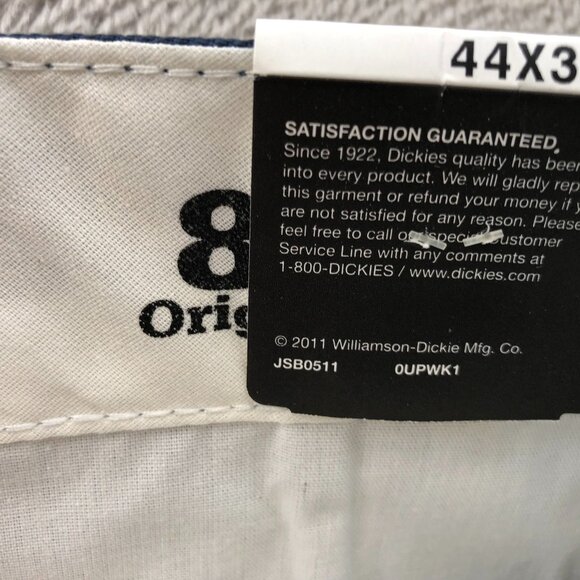 44X3
SATISFACTION GUARANTEED.
Since 1922, Dickies quality has been
into every product. We will gladly rep
this garment or refund your money if y
are not satisfied for any reason. Please
feel free to call our special customer
Service Line with any comments at
1-800-DICKIES / www.dickies.com.
8
Orig
© 2011 Williamson-Dickie Mfg. Co.
JSB0511 0UPWK1